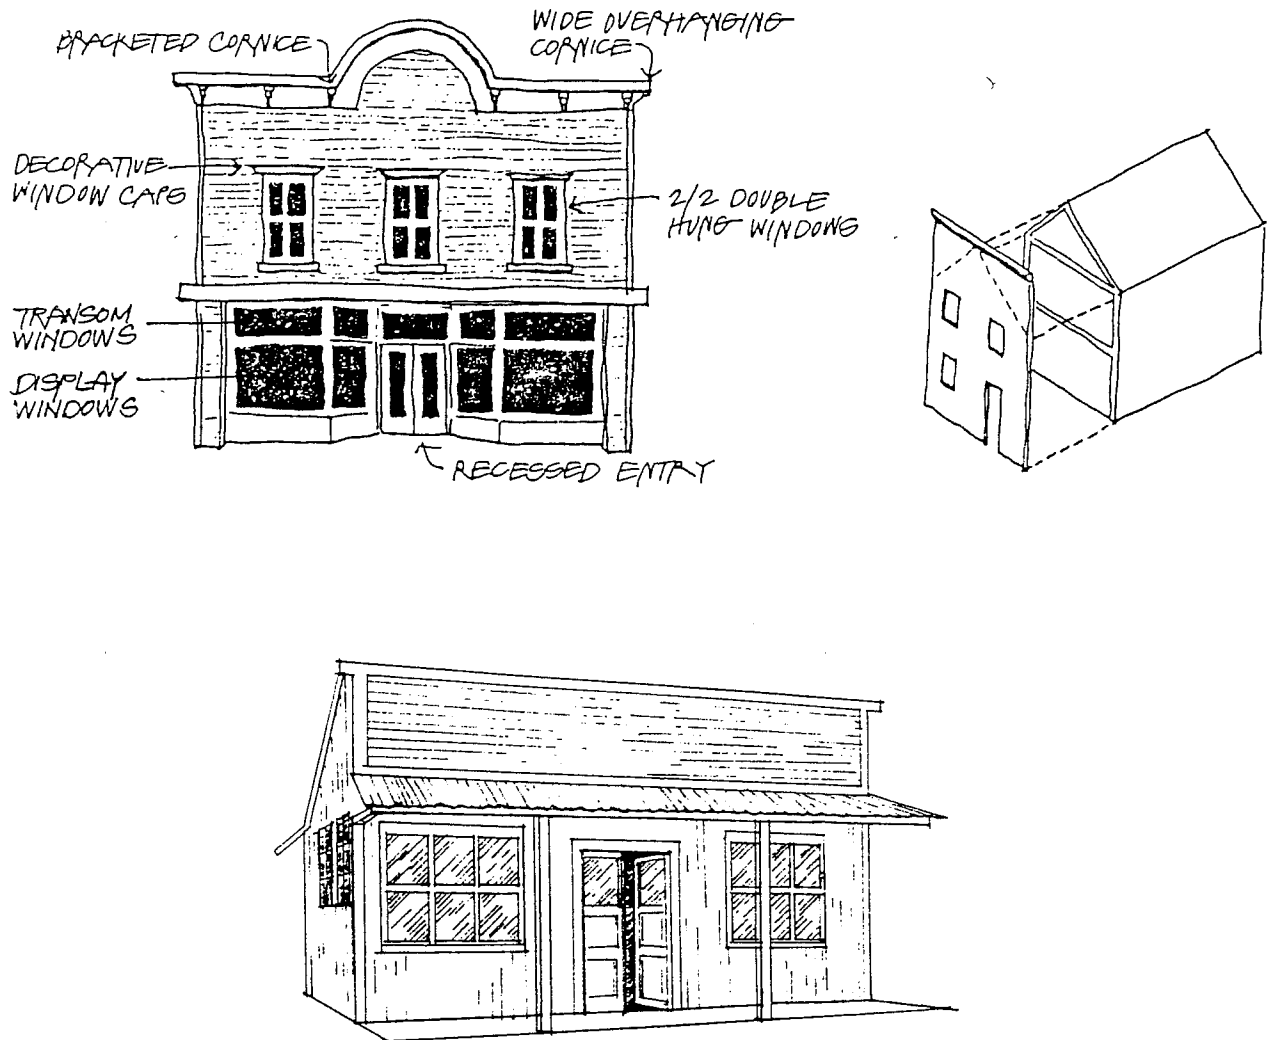 BRACKETED CORNICE
WIDE OVERHANGING
CORNICE
DECORATIVE
WINDOW CAPS
2/2 DOUBLE
HUNG WINDOWS
TRANSOM
WINDOWS
DISPLAY
WINDOWS
RECESSED ENTRY